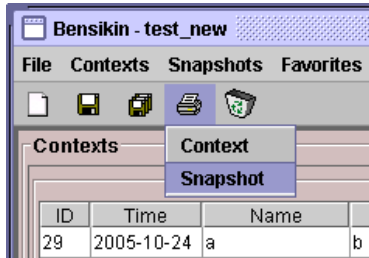 Bensikin - test_new
File Contexts Snapshots Favorites
Contexts
Context
Snapshot
ID Time Name
29 2005-10-24 a b